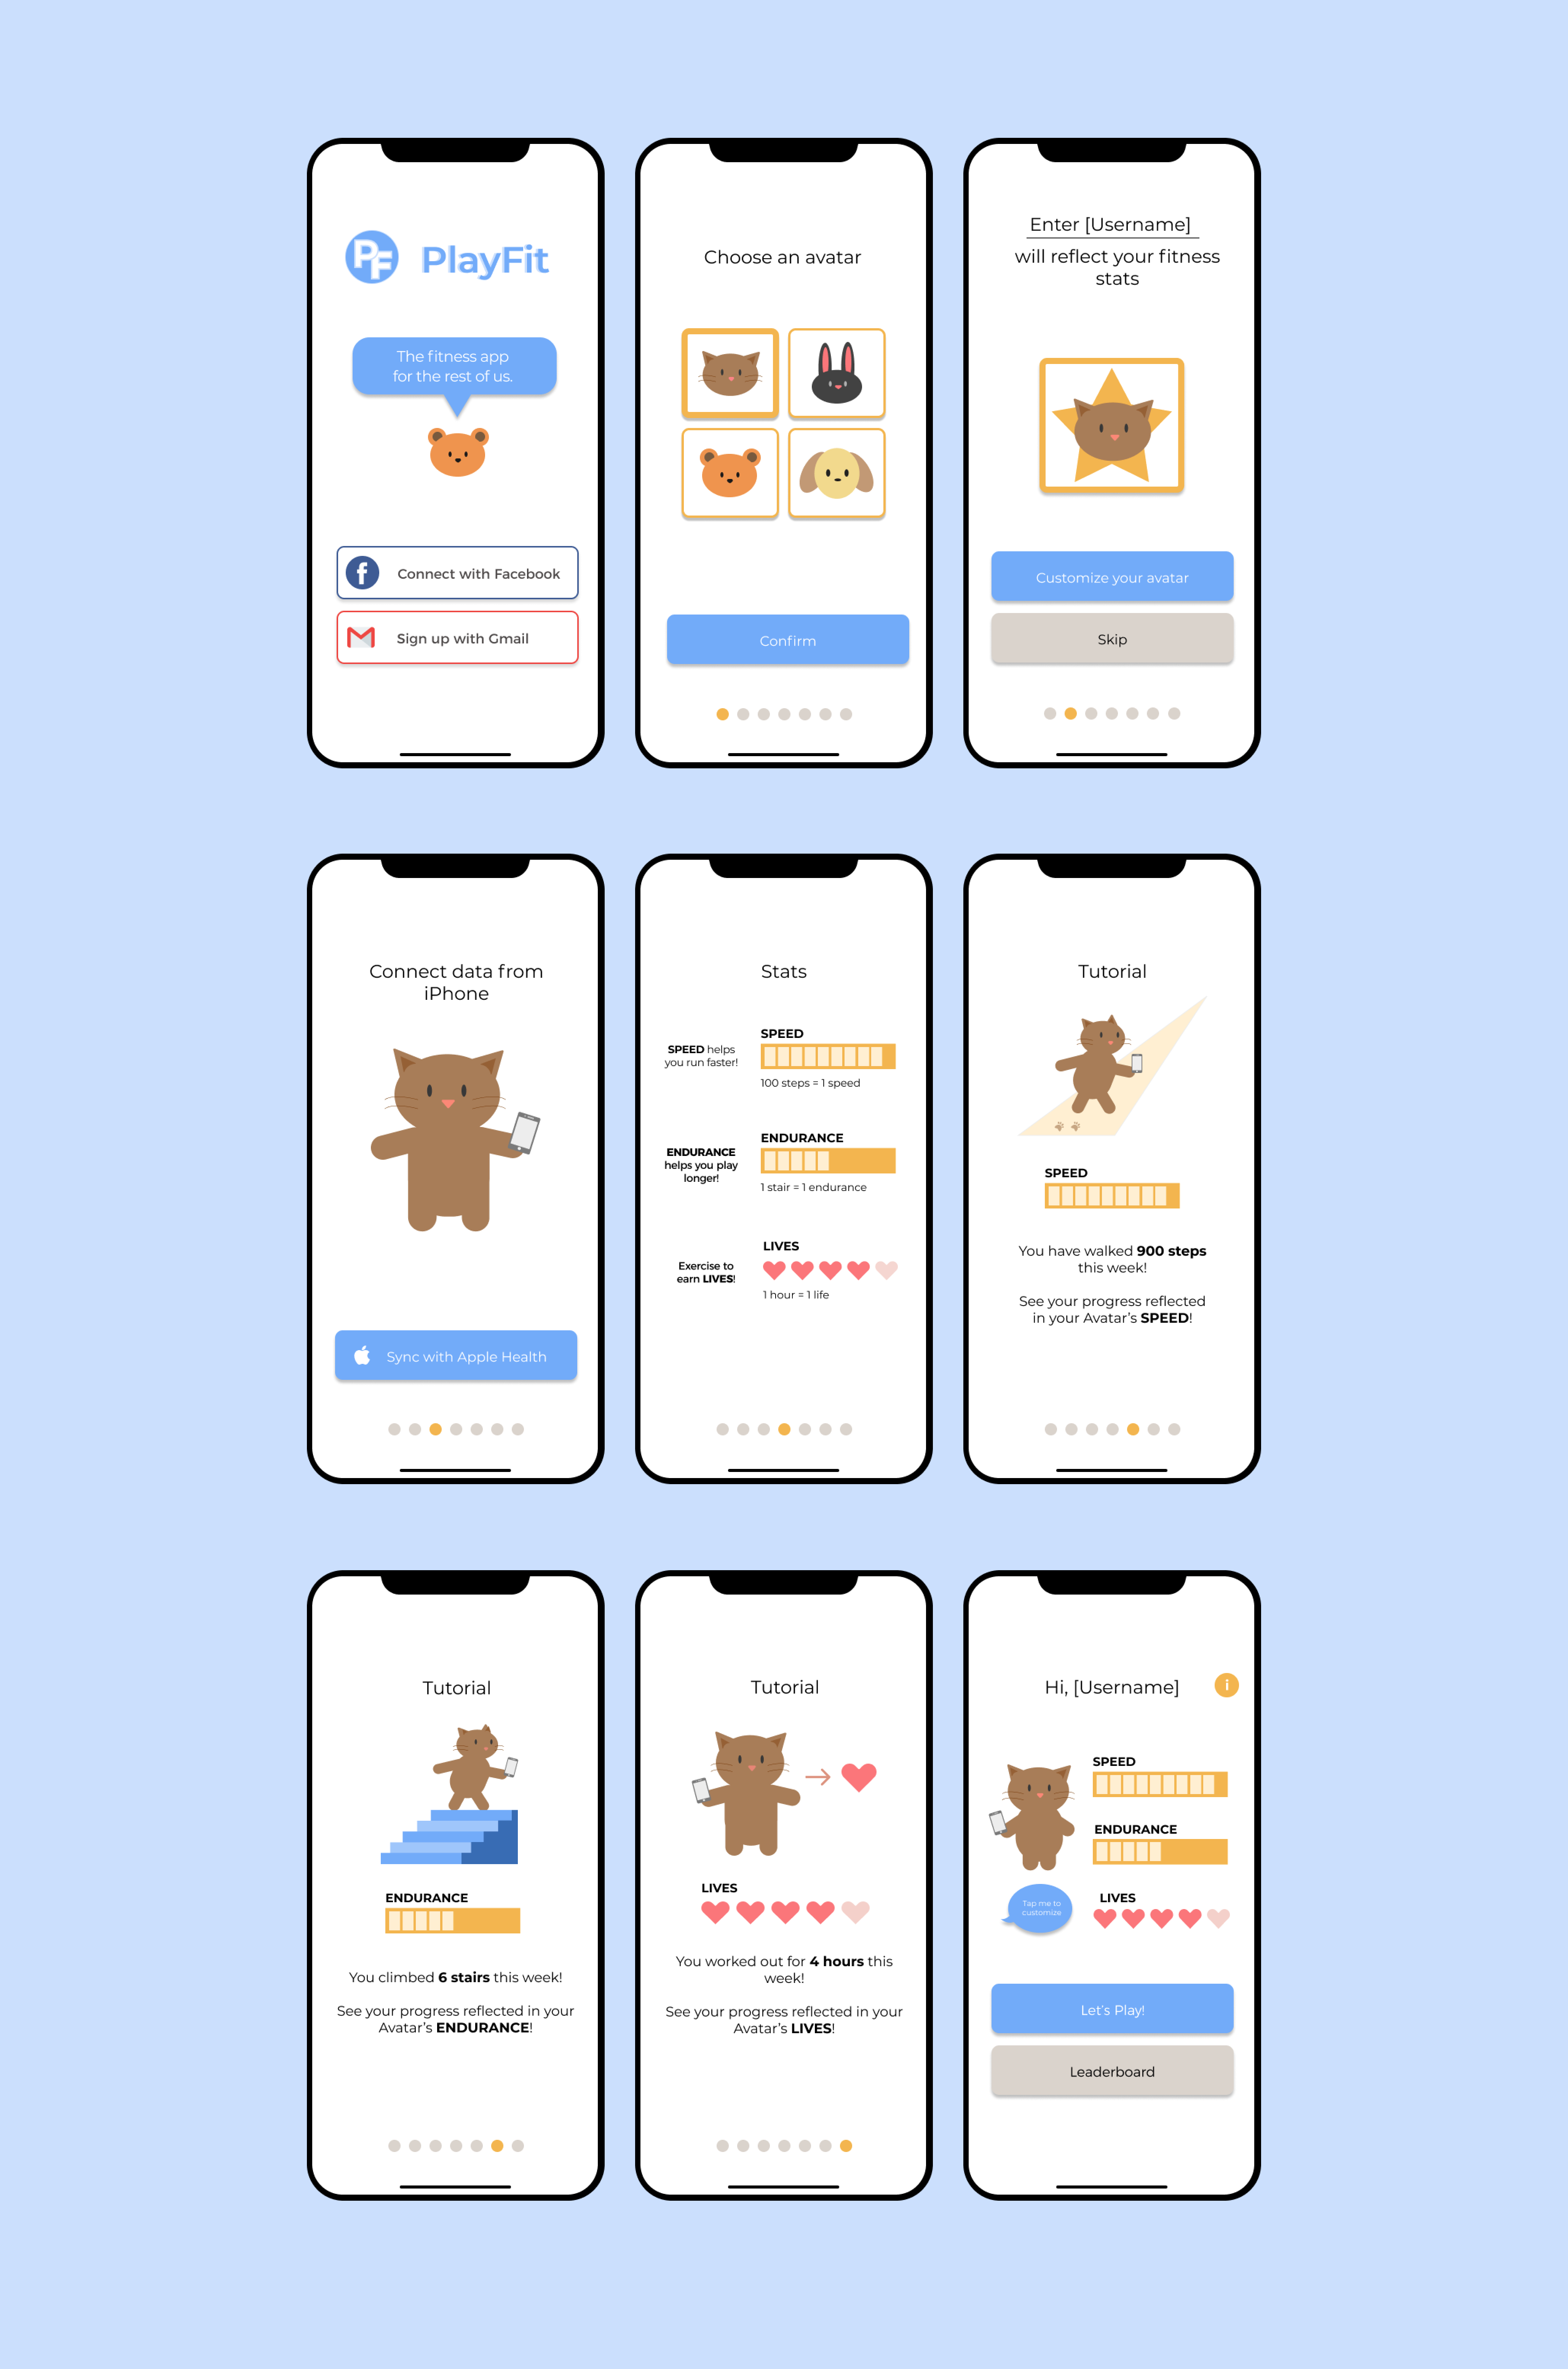 PF PlayFit
The fitness app
for the rest of us.
f Connect with Facebook
Sign up with Gmail
Choose an avatar
Confirm
Enter [Username]
will reflect your fitness
stats
Customize your avatar
Skip
Connect data from
iPhone
Sync with Apple Health
Stats
SPEED helps
you run faster!
SPEED
100 steps = 1 speed
ENDURANCE
helps you play
longer!
ENDURANCE
1 stair = 1 endurance
Exercise to
earn LIVES!
LIVES
1 hour = 1 life
Tutorial
SPEED
You have walked 900 steps
this week!
See your progress reflected
in your Avatar’s SPEED!
Tutorial
ENDURANCE
You climbed 6 stairs this week!
See your progress reflected in your
Avatar’s ENDURANCE!
Tutorial
LIVES
You worked out for 4 hours this
week!
See your progress reflected in your
Avatar’s LIVES!
Hi, [Username]
i
SPEED
ENDURANCE
Tap me to
customize
LIVES
Let’s Play!
Leaderboard